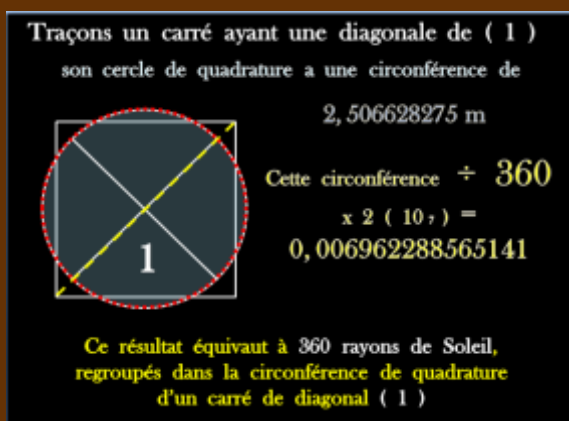 Traçons un carré ayant une diagonale de ( 1 )
son cercle de quadrature a une circonférence de
2, 506628275 m
Cette circonférence ÷ 360
x 2 ( 10 7 ) =
0, 006962288565141
1
Ce résultat équivaut à 360 rayons de Soleil,
regroupés dans la circonférence de quadrature
d'un carré de diagonal ( 1 )